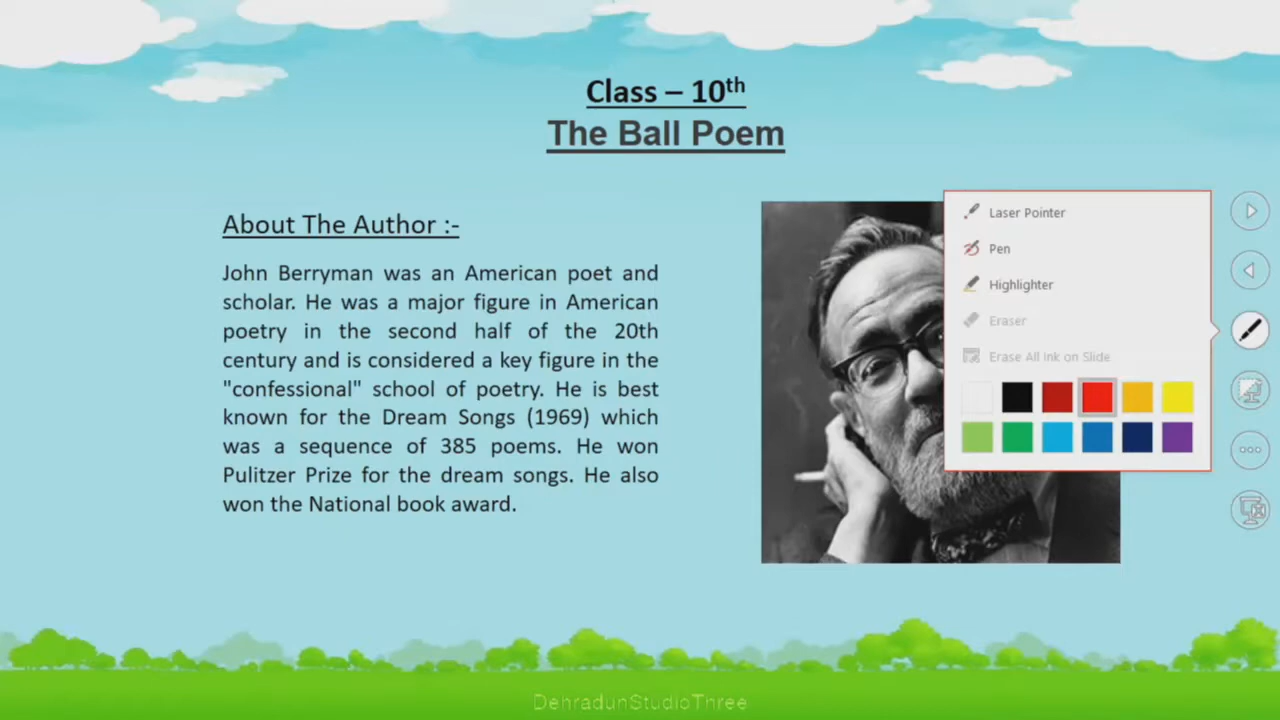 Class – 10th
The Ball Poem
About The Author :-
John Berryman was an American poet and
scholar. He was a major figure in American
poetry in the second half of the 20th
century and is considered a key figure in the
"confessional" school of poetry. He is best
known for the Dream Songs (1969) which
was a sequence of 385 poems. He won
Pulitzer Prize for the dream songs. He also
won the National book award.
Laser Pointer
Pen
Highlighter
Eraser
Erase All Ink on Slide
DehradunStudioThree